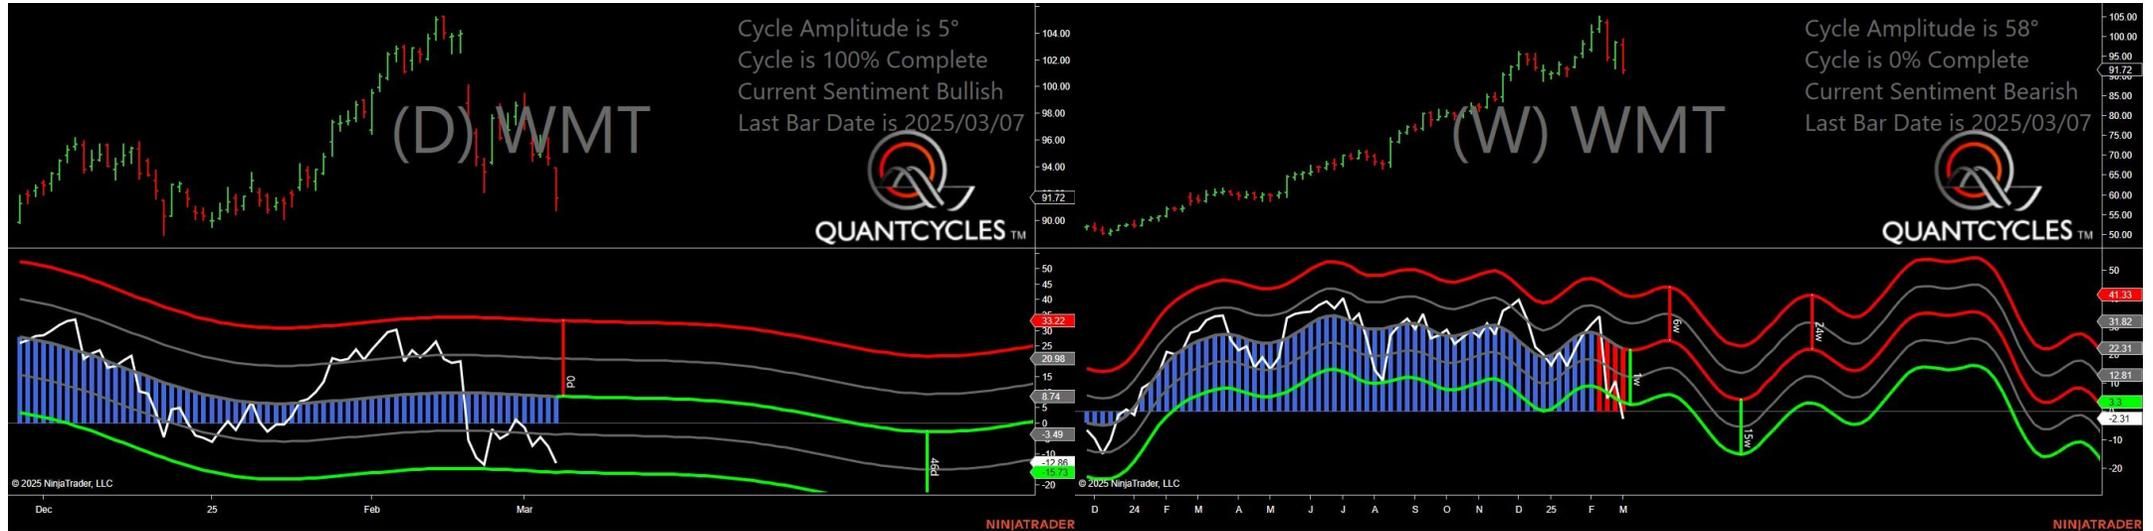 Cycle Amplitude is 5°
Cycle is 100% Complete
Current Sentiment Bullish
Last Bar Date is 2025/03/07
(D) WMT
QUANTCYCLES TM
104.00
102.00
100.00
98.00
96.00
94.00
91.72
90.00
50
45
40
35
33.22
30
25
20.98
15
8.74
5
0
-3.49
-10
-12.86
-15.73
-20
0d
46d
© 2025 NinjaTrader, LLC
Dec 25 Feb Mar
NINJATRADER
Cycle Amplitude is 58°
Cycle is 0% Complete
Current Sentiment Bearish
Last Bar Date is 2025/03/07
(W) WMT
QUANTCYCLES TM
105.00
100.00
95.00
91.72
85.00
80.00
75.00
70.00
65.00
60.00
55.00
50.00
50
41.33
31.82
22.31
12.81
10
3.3
-2.31
-10
-20
1w
6w
15w
24w
© 2025 NinjaTrader, LLC
D 24 F M A M J J A S O N D 25 F M
NINJATRADER